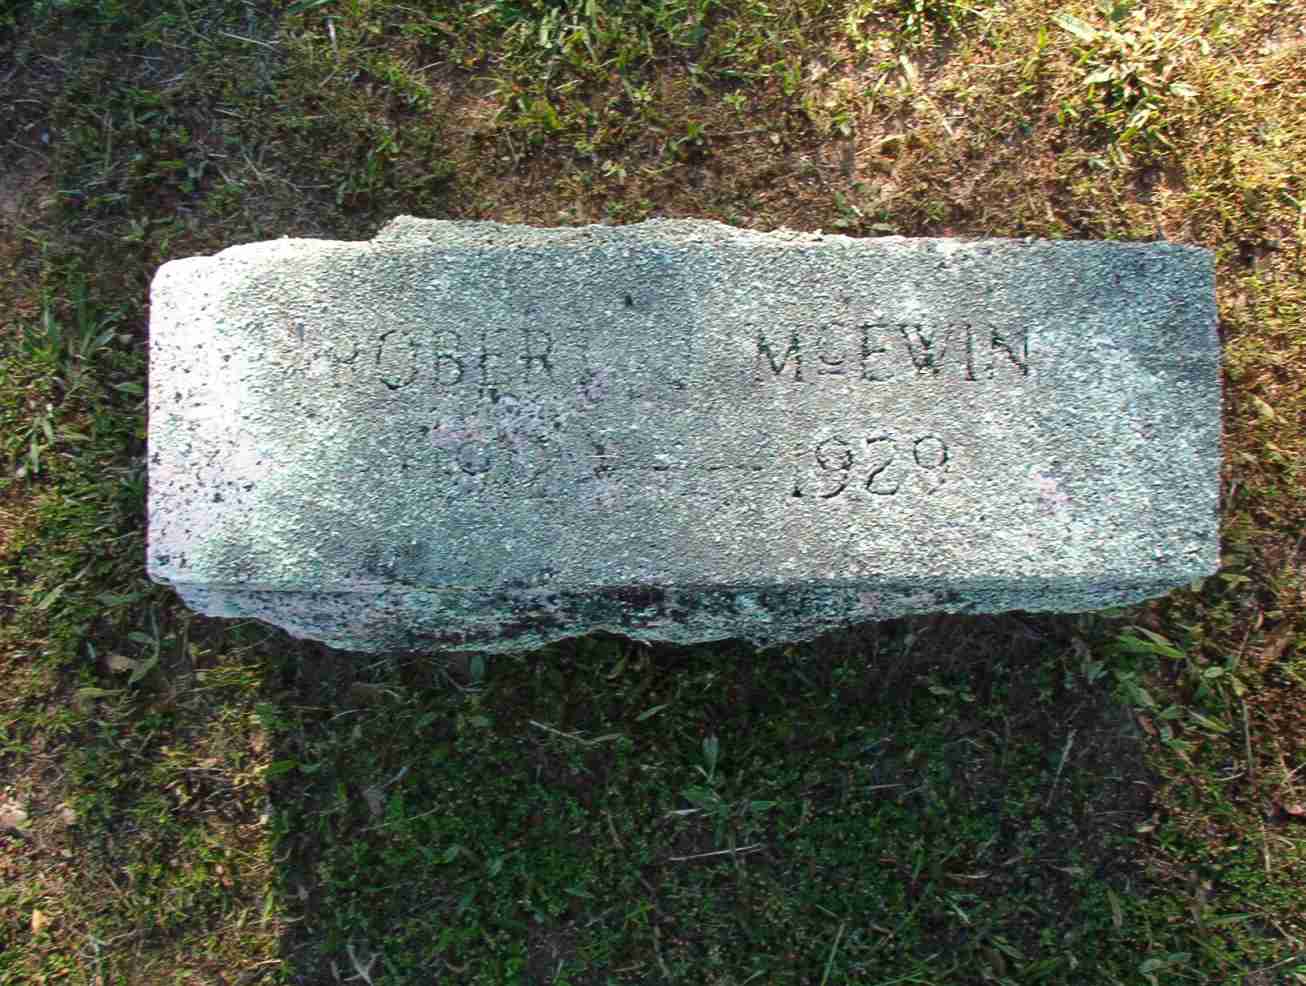 ROBERT J McEWIN
---- 1929